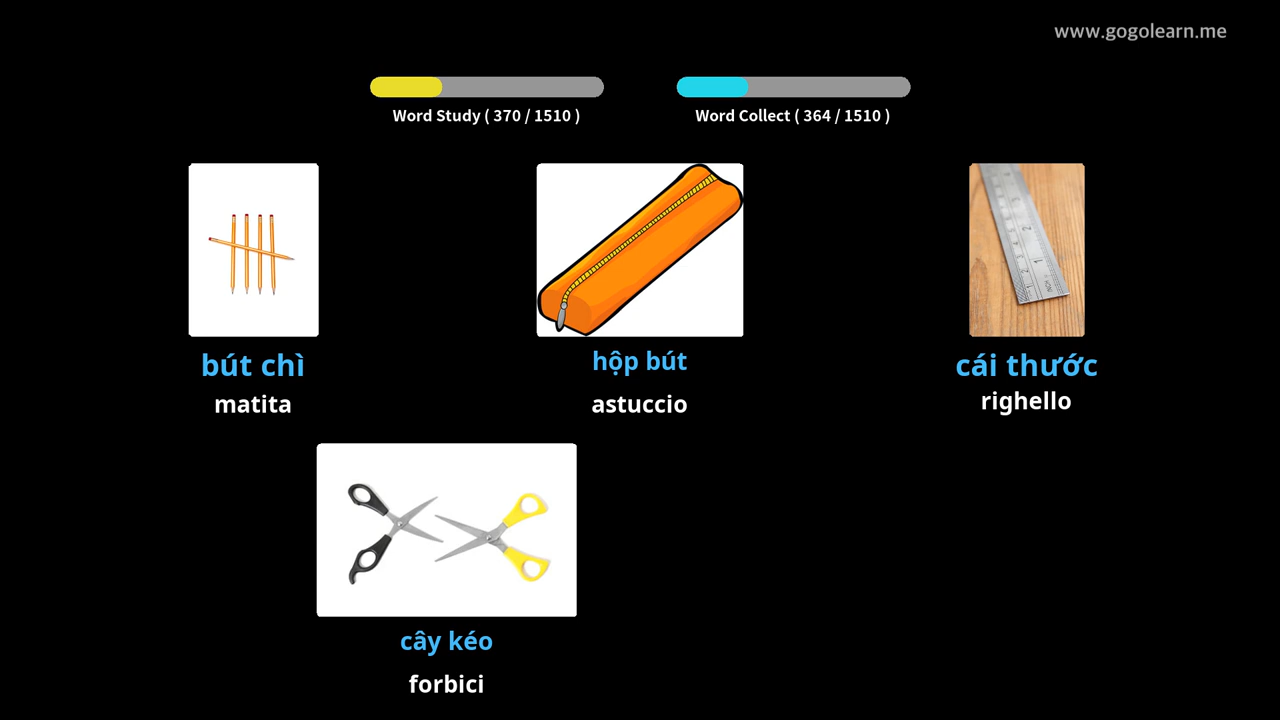 www.gogolearn.me
Word Study ( 370 / 1510 )
Word Collect ( 364 / 1510 )
bút chì
matita
hộp bút
astuccio
cái thước
righello
cây kéo
forbici